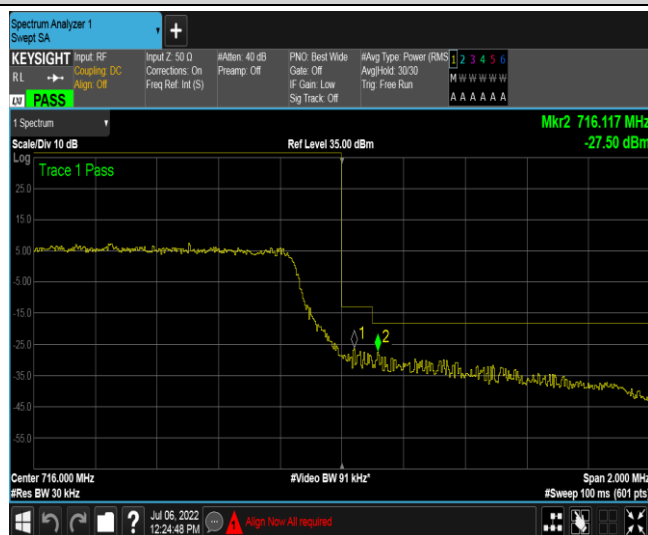 Spectrum Analyzer 1
Swept SA
KEYSIGHT Input: RF Input Z: 50 Ω #Atten: 40 dB PNO: Best Wide #Avg Type: Power (RMS 1 2 3 4 5 6
RL Coupling: DC Corrections: On Preamp: Off Gate: Off Avg|Hold: 30/30 M W W W W W
Align: Off Freq Ref: Int (S) IF Gain: Low Trig: Free Run
LXI PASS Sig Track: Off A A A A A A
1 Spectrum Mkr2 716.117 MHz
Scale/Div 10 dB Ref Level 35.00 dBm -27.50 dBm
Log
Trace 1 Pass
25.0
15.0
5.00
-5.00
-15.0
1
2
-25.0
-35.0
-45.0
-55.0
Center 716.000 MHz #Video BW 91 kHz* Span 2.000 MHz
#Res BW 30 kHz #Sweep 100 ms (601 pts)
? Jul 06, 2022
12:24:48 PM Align Now All required